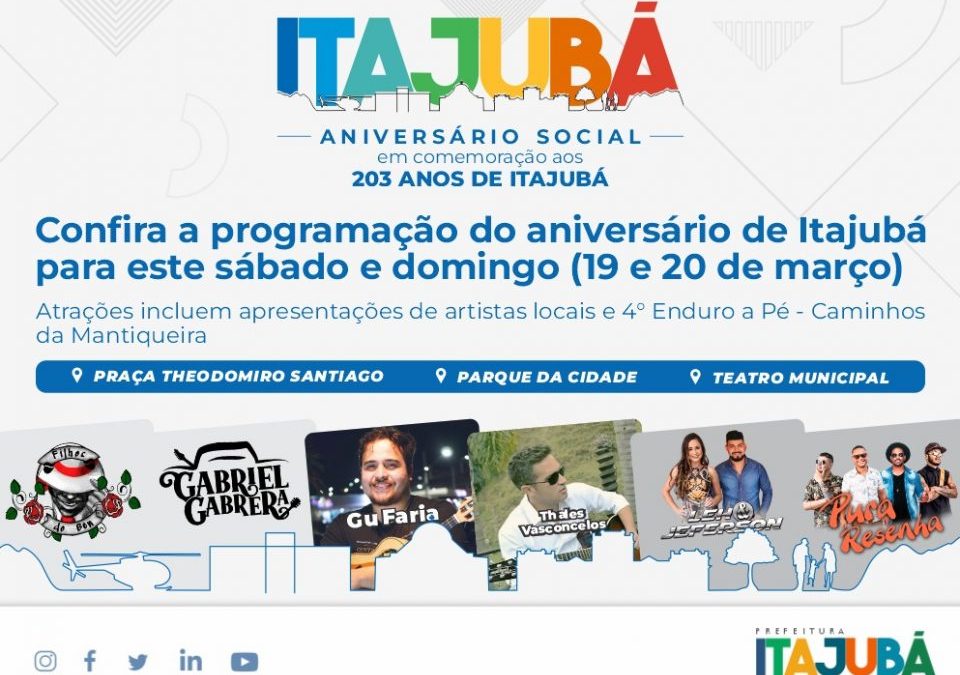 ITAJUBÁ
ANIVERSÁRIO SOCIAL
em comemoração aos
203 ANOS DE ITAJUBÁ
Confira a programação do aniversário de Itajubá
para este sábado e domingo (19 e 20 de março)
Atrações incluem apresentações de artistas locais e 4° Enduro a Pé - Caminhos
da Mantiqueira
PRAÇA THEODOMIRO SANTIAGO
PARQUE DA CIDADE
TEATRO MUNICIPAL
Filhos
do Bon
GABRIEL
GABRERA
Gu Faria
Thales
Vasconcelos
JEFERSON
Pura
Resenha
PREFEITURA
ITAJUBÁ